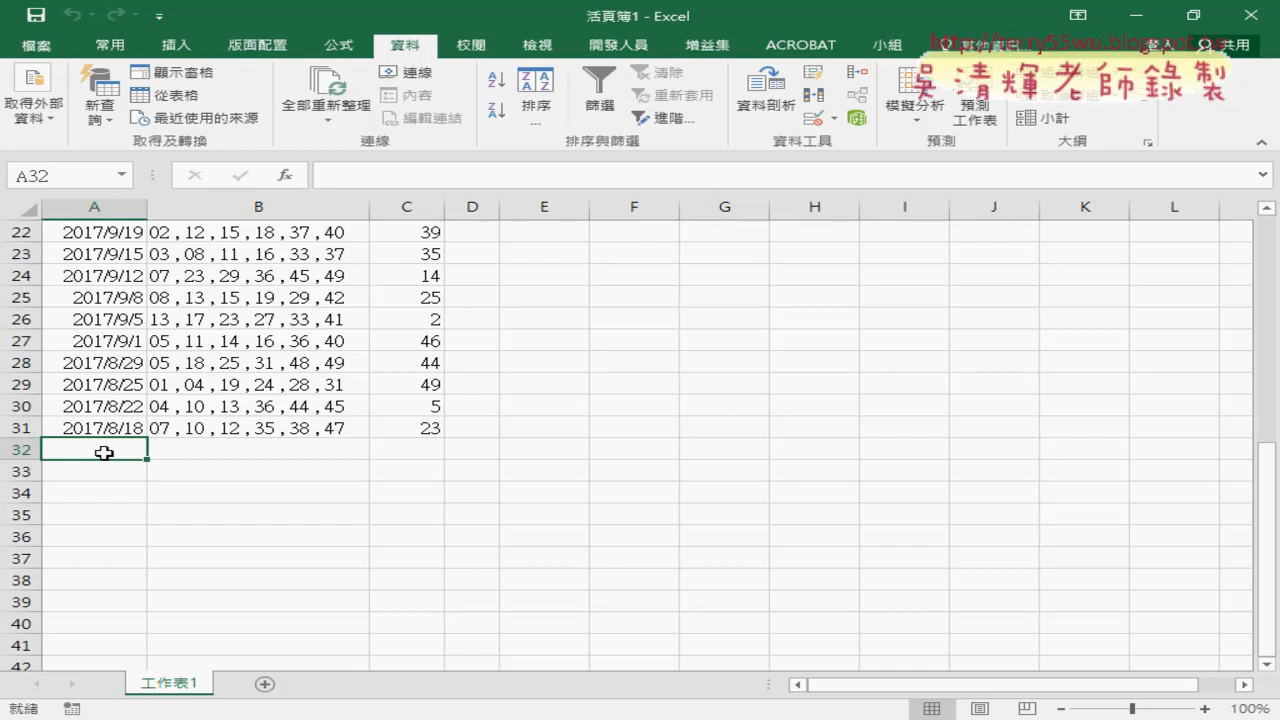 活頁簿1 - Excel
檔案 常用 插入 版面配置 公式 資料 校閱 檢視 開發人員 增益集 ACROBAT 小組 共用
http://terry55wu.blogspot.tw
吳清輝老師錄製
取得外部資料 新查詢 顯示窗格 從表格 最近使用的來源 全部重新整理 連線 內容 編輯連結 排序... 篩選 清除 重新套用 進階... 資料剖析 模擬分析 預測工作表 小計
取得及轉換 連線 排序與篩選 資料工具 預測 大綱
A32 fx
A B C D E F G H I J K L
22 2017/9/19 02 , 12 , 15 , 18 , 37 , 40 39
23 2017/9/15 03 , 08 , 11 , 16 , 33 , 37 35
24 2017/9/12 07 , 23 , 29 , 36 , 45 , 49 14
25 2017/9/8 08 , 13 , 15 , 19 , 29 , 42 25
26 2017/9/5 13 , 17 , 23 , 27 , 33 , 41 2
27 2017/9/1 05 , 11 , 14 , 16 , 36 , 40 46
28 2017/8/29 05 , 18 , 25 , 31 , 48 , 49 44
29 2017/8/25 01 , 04 , 19 , 24 , 28 , 31 49
30 2017/8/22 04 , 10 , 13 , 36 , 44 , 45 5
31 2017/8/18 07 , 10 , 12 , 35 , 38 , 47 23
32
33
34
35
36
37
38
39
40
41
42
工作表1
就緒 100%